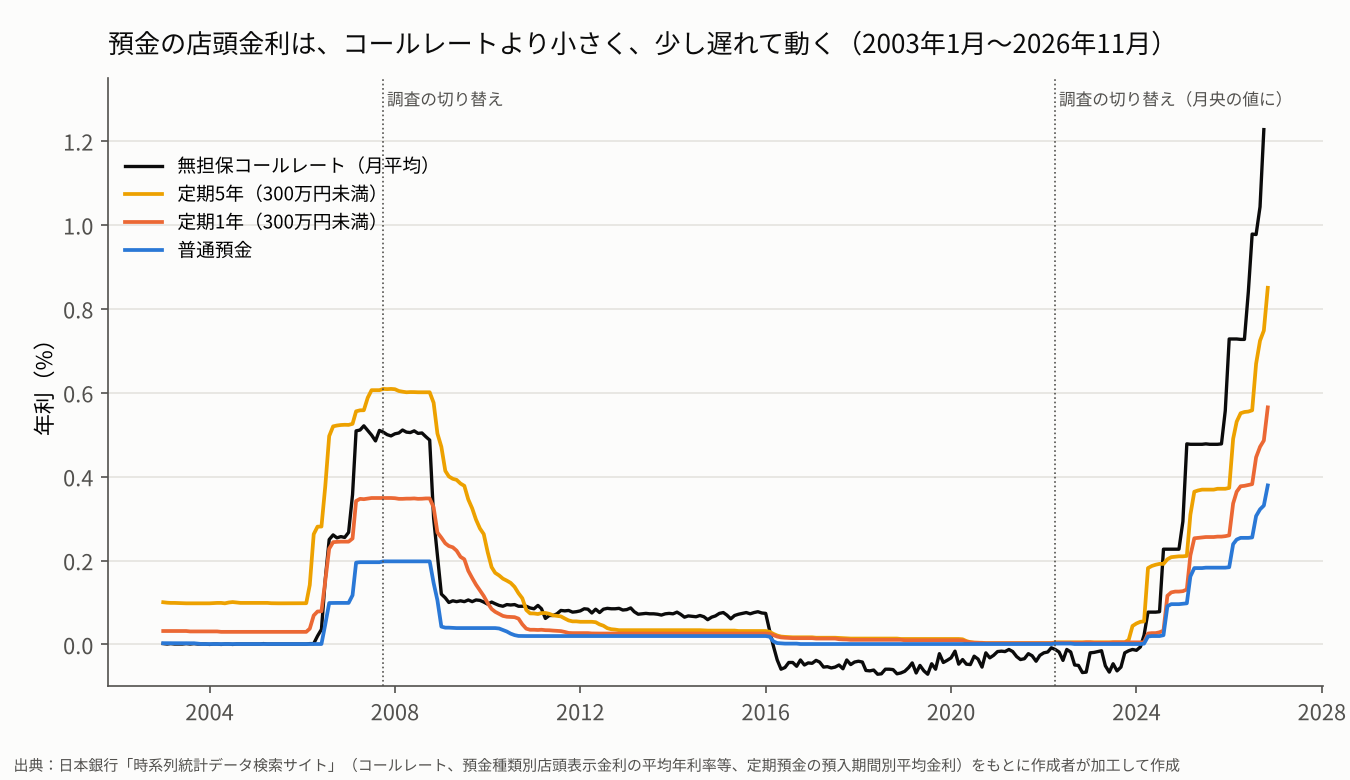 預金の店頭金利は、コールレートより小さく、少し遅れて動く（2003年1月～2026年11月）
調査の切り替え
調査の切り替え（月央の値に）
無担保コールレート（月平均）
定期5年（300万円未満）
定期1年（300万円未満）
普通預金
年利（%）
1.2
1.0
0.8
0.6
0.4
0.2
0.0
2004 2008 2012 2016 2020 2024 2028
出典：日本銀行「時系列統計データ検索サイト」（コールレート、預金種類別店頭表示金利の平均年利率等、定期預金の預入期間別平均金利）をもとに作成者が加工して作成